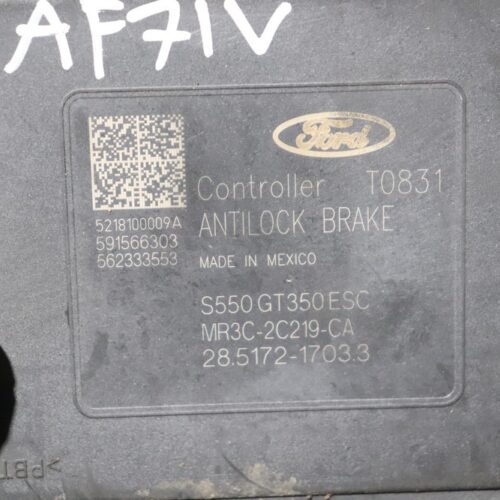 AF71V
Ford
Controller T0831
5218100009A
591566303
562333553
ANTILOCK BRAKE
MADE IN MEXICO
S550 GT350 ESC
MR3C-2C219-CA
28.5172-1703.3
>PBT